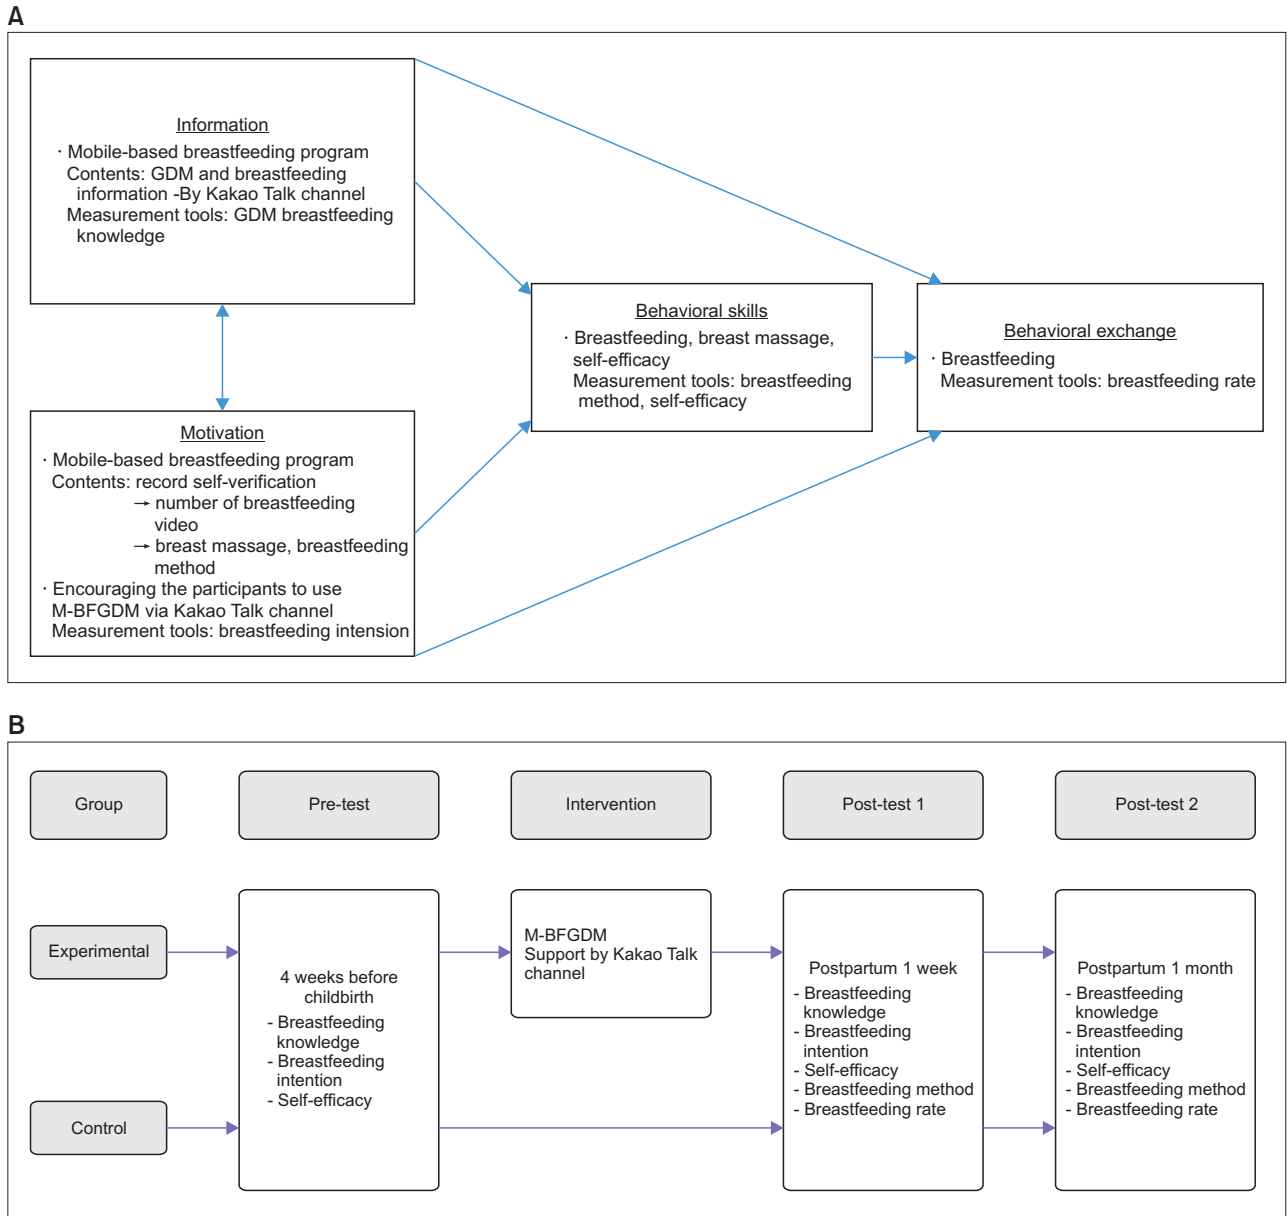 A
Information
· Mobile-based breastfeeding program
Contents: GDM and breastfeeding
information -By Kakao Talk channel
Measurement tools: GDM breastfeeding
knowledge
Motivation
· Mobile-based breastfeeding program
Contents: record self-verification
→ number of breastfeeding
video
→ breast massage, breastfeeding
method
· Encouraging the participants to use
M-BFGDM via Kakao Talk channel
Measurement tools: breastfeeding intension
Behavioral skills
· Breastfeeding, breast massage,
self-efficacy
Measurement tools: breastfeeding
method, self-efficacy
Behavioral exchange
· Breastfeeding
Measurement tools: breastfeeding rate
B
Group
Pre-test
Intervention
Post-test 1
Post-test 2
Experimental
Control
4 weeks before
childbirth
- Breastfeeding
knowledge
- Breastfeeding
intention
- Self-efficacy
M-BFGDM
Support by Kakao Talk
channel
Postpartum 1 week
- Breastfeeding
knowledge
- Breastfeeding
intention
- Self-efficacy
- Breastfeeding method
- Breastfeeding rate
Postpartum 1 month
- Breastfeeding
knowledge
- Breastfeeding
intention
- Self-efficacy
- Breastfeeding method
- Breastfeeding rate